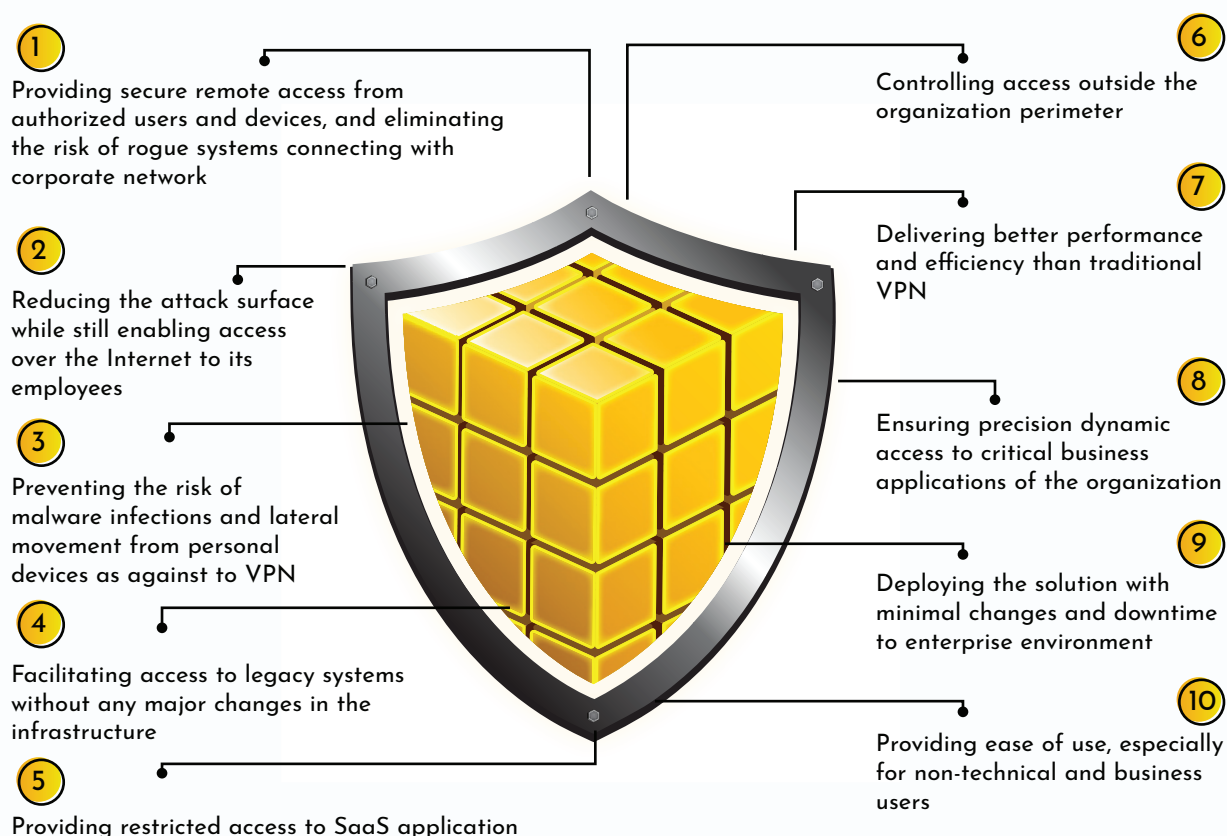 1
Providing secure remote access from
authorized users and devices, and eliminating
the risk of rogue systems connecting with
corporate network
2
Reducing the attack surface
while still enabling access
over the Internet to its
employees
3
Preventing the risk of
malware infections and lateral
movement from personal
devices as against to VPN
4
Facilitating access to legacy systems
without any major changes in the
infrastructure
5
Providing restricted access to SaaS application
6
Controlling access outside the
organization perimeter
7
Delivering better performance
and efficiency than traditional
VPN
8
Ensuring precision dynamic
access to critical business
applications of the organization
9
Deploying the solution with
minimal changes and downtime
to enterprise environment
10
Providing ease of use, especially
for non-technical and business
users